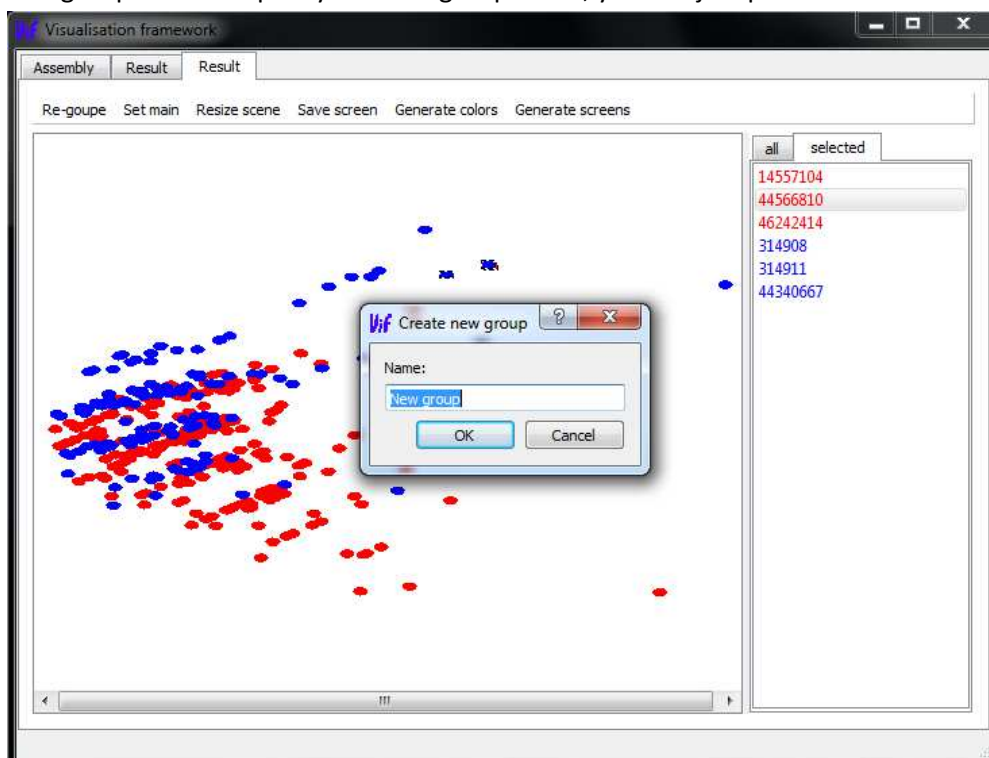 Visualisation framework
Assembly Result Result
Re-goupe Set main Resize scene Save screen Generate colors Generate screens
all selected
14557104
44566810
46242414
314908
314911
44340667
Vif Create new group
Name:
New group
OK Cancel